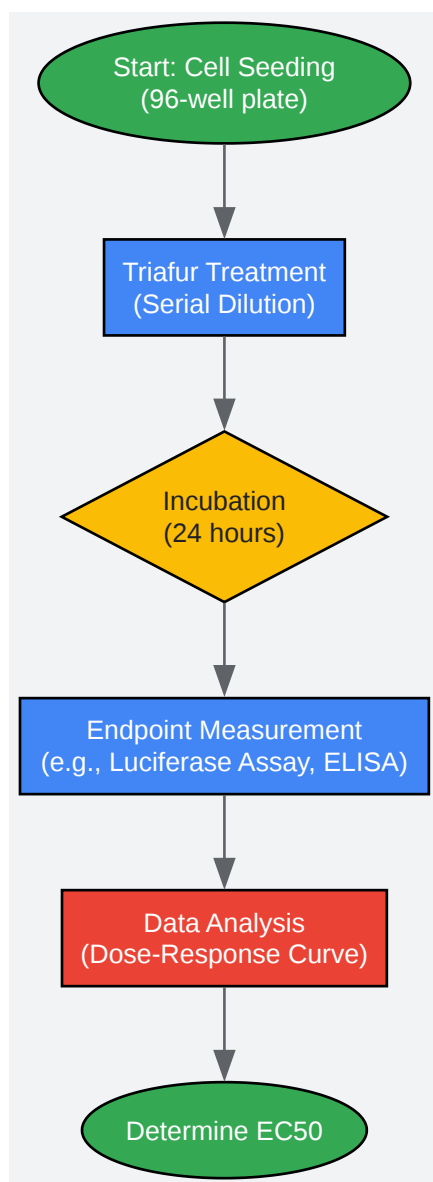 Start: Cell Seeding
(96-well plate)
Triafur Treatment
(Serial Dilution)
Incubation
(24 hours)
Endpoint Measurement
(e.g., Luciferase Assay, ELISA)
Data Analysis
(Dose-Response Curve)
Determine EC50